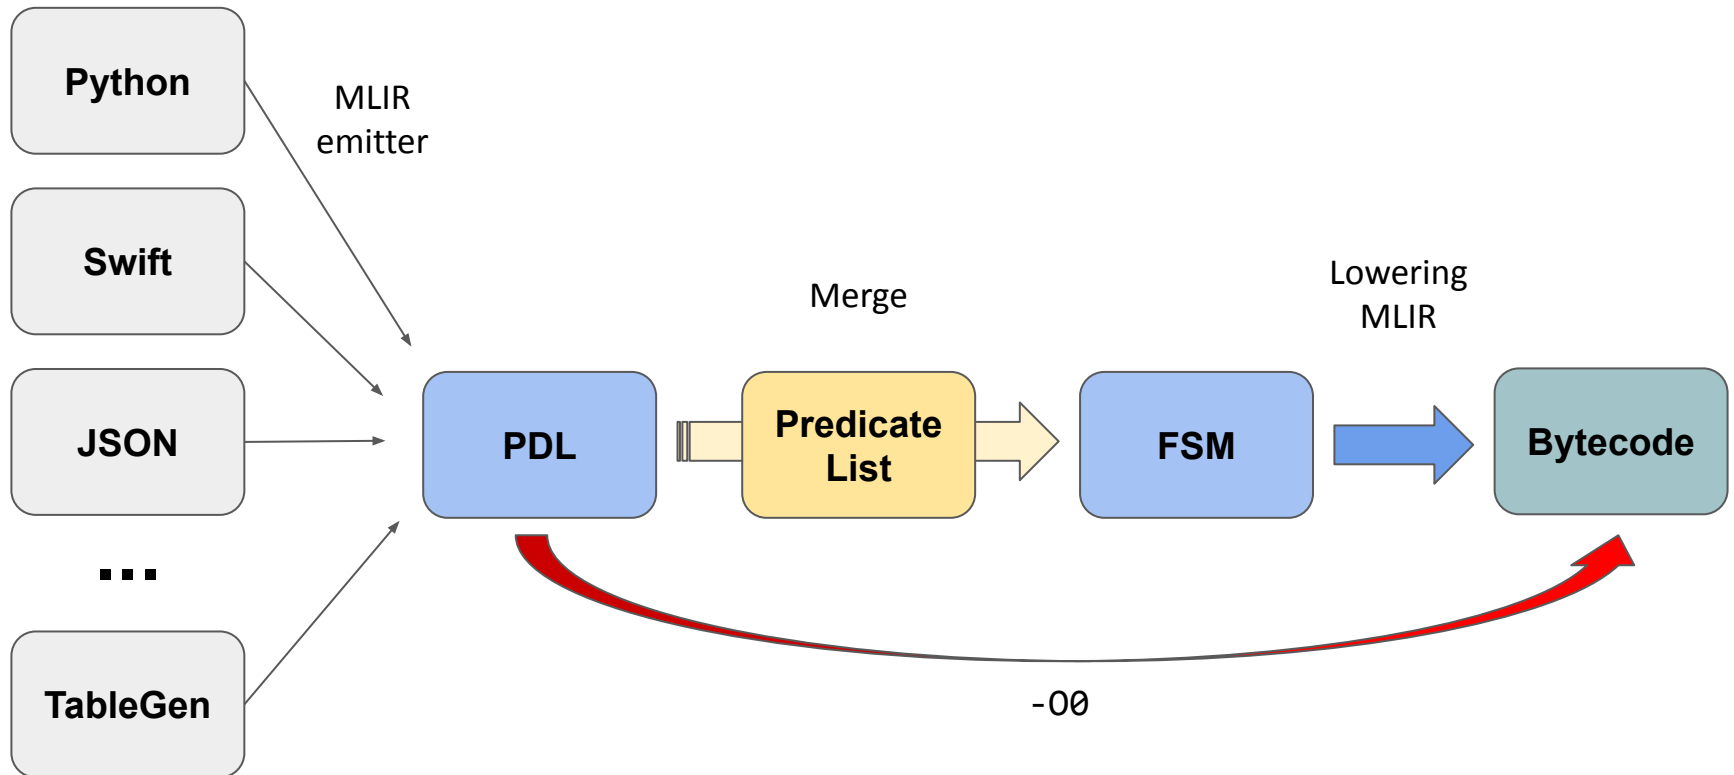 Python
MLIR
emitter
Swift
JSON
...
TableGen
PDL
Merge
Predicate
List
FSM
Lowering
MLIR
Bytecode
-O0